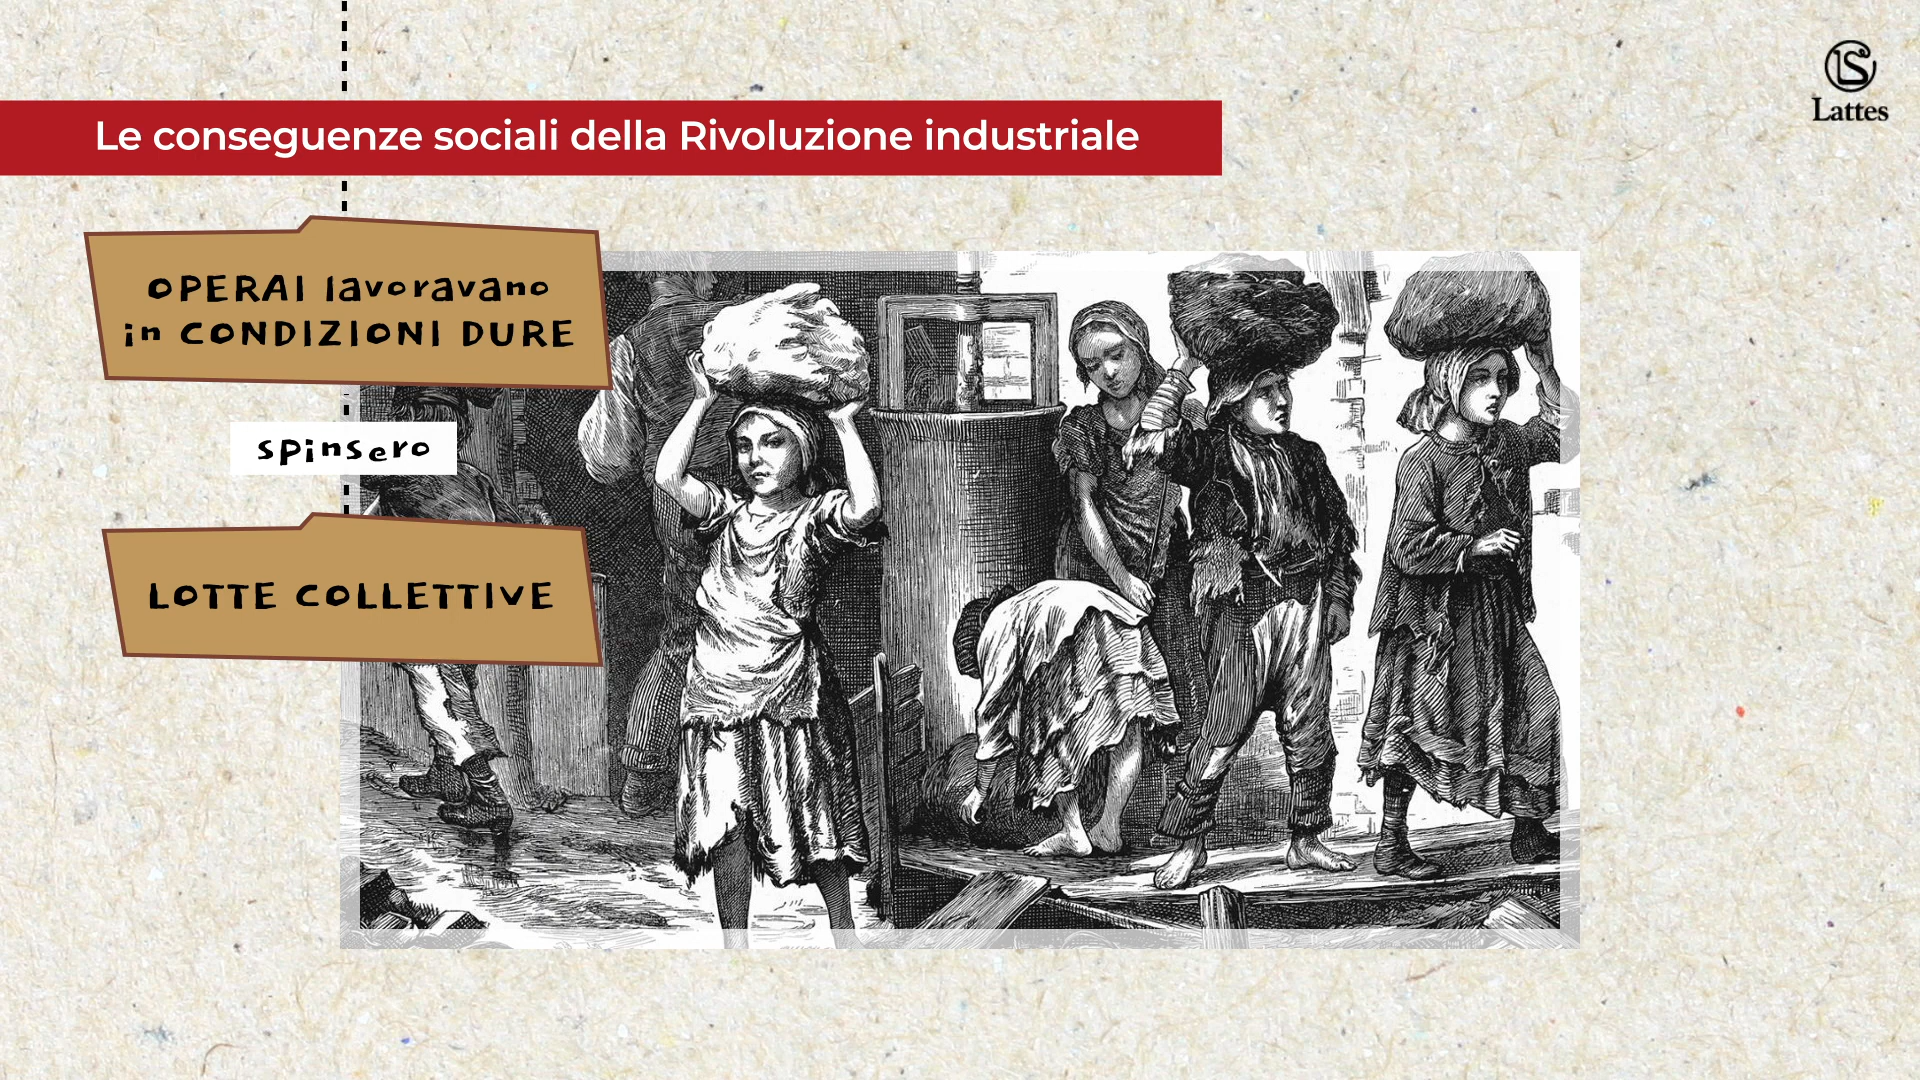 Lattes
Le conseguenze sociali della Rivoluzione industriale
OPERAI lavoravano
in CONDIZIONI DURE
spinsero
LOTTE COLLETTIVE